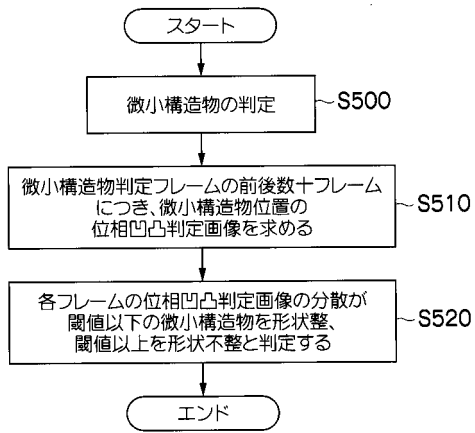 スタート
微小構造物の判定
S500
微小構造物判定フレームの前後数十フレーム
につき、微小構造物位置の
位相凹凸判定画像を求める
S510
各フレームの位相凹凸判定画像の分散が
閾値以下の微小構造物を形状整、
閾値以上を形状不整と判定する
S520
エンド